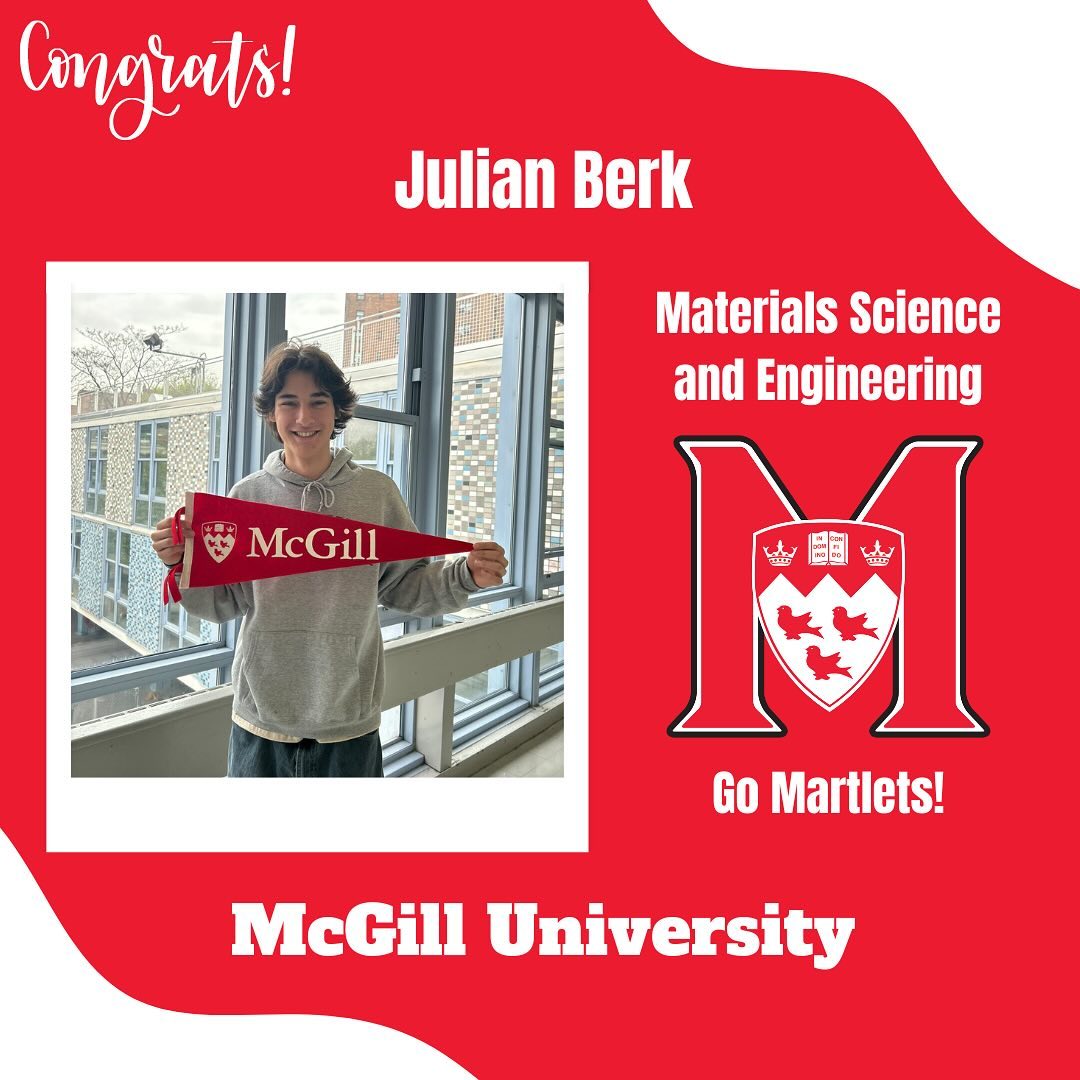 Congrats!
Julian Berk
Materials Science
and Engineering
McGill
IN CON
DOM FI
INO DO
Go Martlets!
McGill University